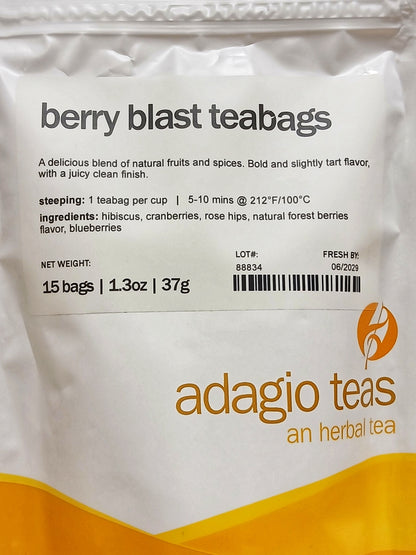 berry blast teabags
A delicious blend of natural fruits and spices. Bold and slightly tart flavor,
with a juicy clean finish.
steeping: 1 teabag per cup | 5-10 mins @ 212°F/100°C
ingredients: hibiscus, cranberries, rose hips, natural forest berries
flavor, blueberries
NET WEIGHT:
15 bags | 1.3oz | 37g
LOT#:
88834
FRESH BY:
06/2029
adagio teas
an herbal tea